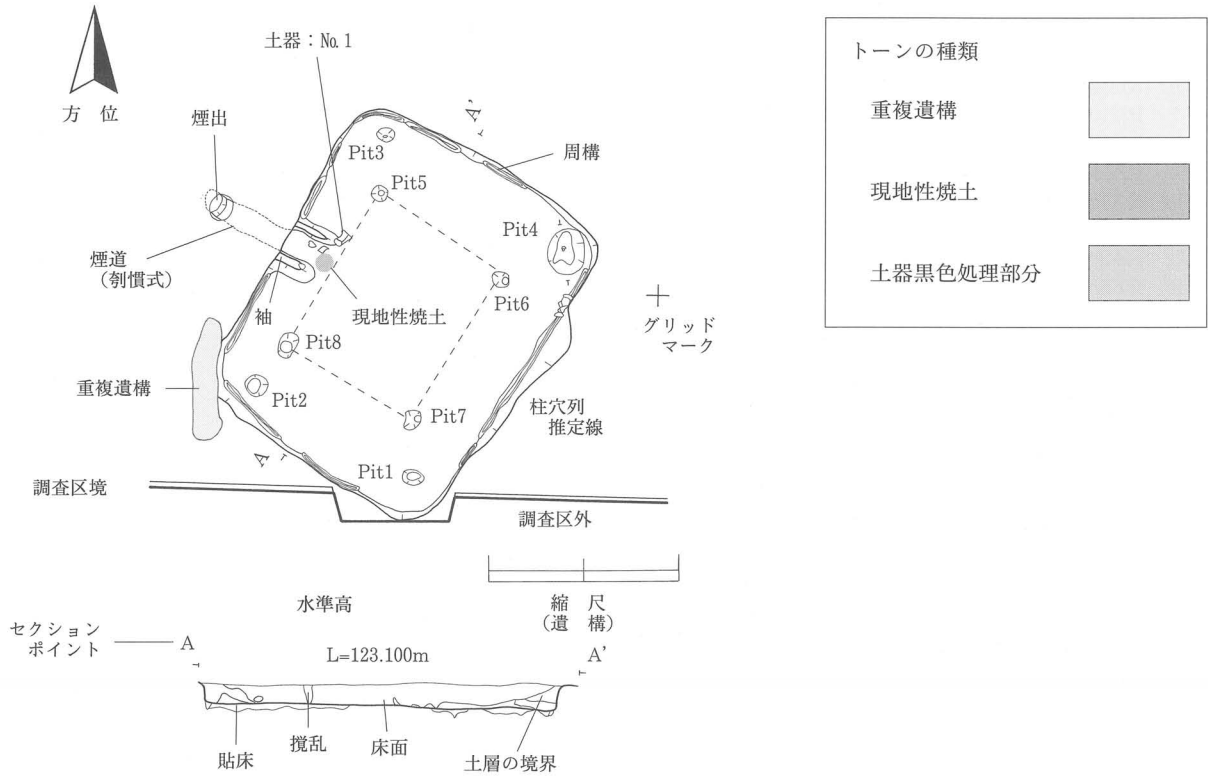 土器：№1
方 位
煙出
A'
Pit3
周構
Pit5
Pit4
煙道
（刳慣式）
Pit6
袖
現地性焼土
グリッド
マーク
Pit8
重複遺構
Pit2
Pit7
柱穴列
推定線
A
Pit1
調査区境
調査区外
縮 尺
（遺 構）
水準高
セクション
ポイント
A
L=123.100m
A'
貼床
撹乱
床面
土層の境界
トーンの種類
重複遺構
現地性焼土
土器黒色処理部分